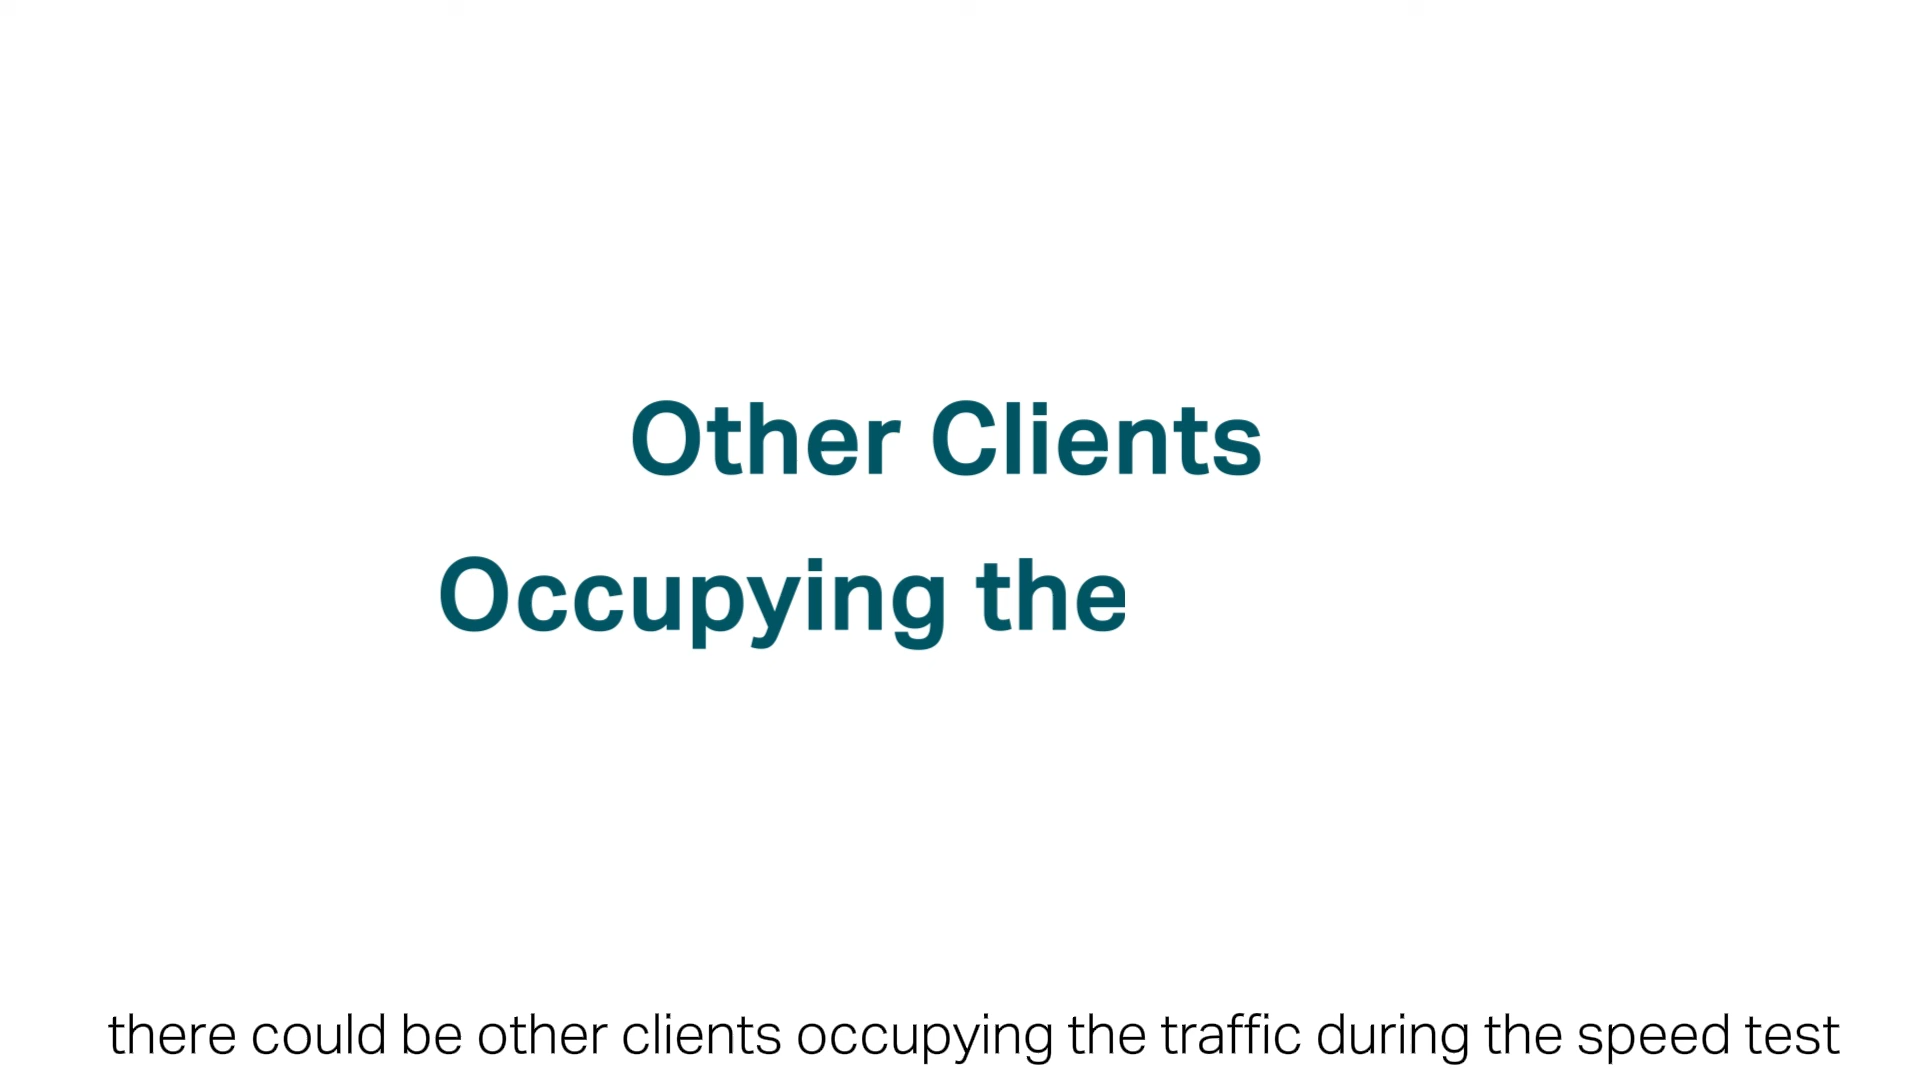 Other Clients
Occupying the
there could be other clients occupying the traffic during the speed test